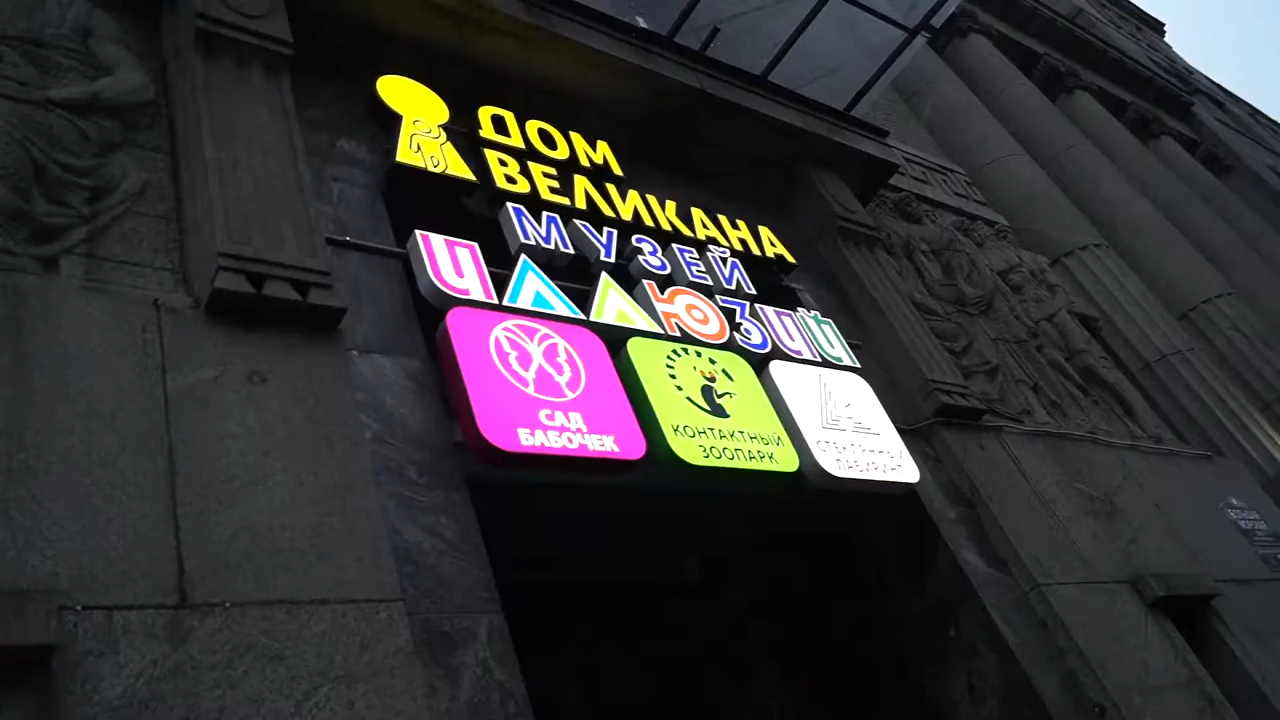 ДОМ
ВЕЛИКАНА
МУЗЕЙ
ИЛЛЮЗИЙ
САД
БАБОЧЕК
КОНТАКТНЫЙ
ЗООПАРК
СТЕКЛЯННЫЙ
ЛАБИРИНТ